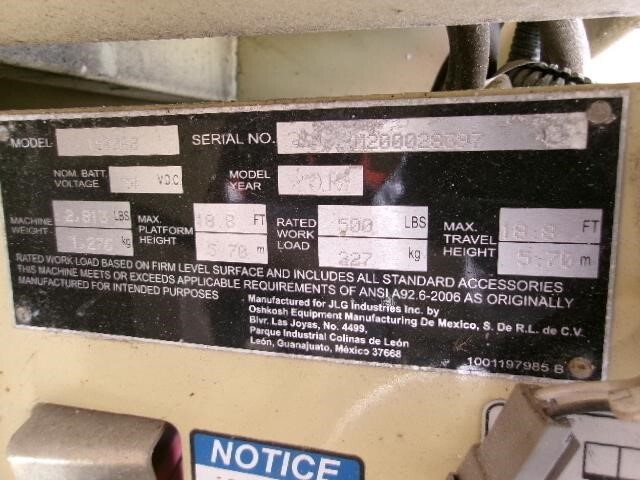 MODEL
SERIAL NO. M200029397
NOM. BATT. VOLTAGE V.D.C.
MODEL YEAR
MACHINE WEIGHT 2,813 LBS 1,276 kg
MAX. PLATFORM HEIGHT 18.8 FT 5.70 m
RATED WORK LOAD 500 LBS 227 kg
MAX. TRAVEL HEIGHT 18.8 FT 5.70 m
RATED WORK LOAD BASED ON FIRM LEVEL SURFACE AND INCLUDES ALL STANDARD ACCESSORIES
THIS MACHINE MEETS OR EXCEEDS APPLICABLE REQUIREMENTS OF ANSI A92.6-2006 AS ORIGINALLY
MANUFACTURED FOR INTENDED PURPOSES
Manufactured for JLG Industries Inc. by
Oshkosh Equipment Manufacturing De Mexico, S. De R.L. de C.V.
Blvr. Las Joyas, No. 4499,
Parque Industrial Colinas de León
León, Guanajuato, México 37668
1001197985 B
NOTICE